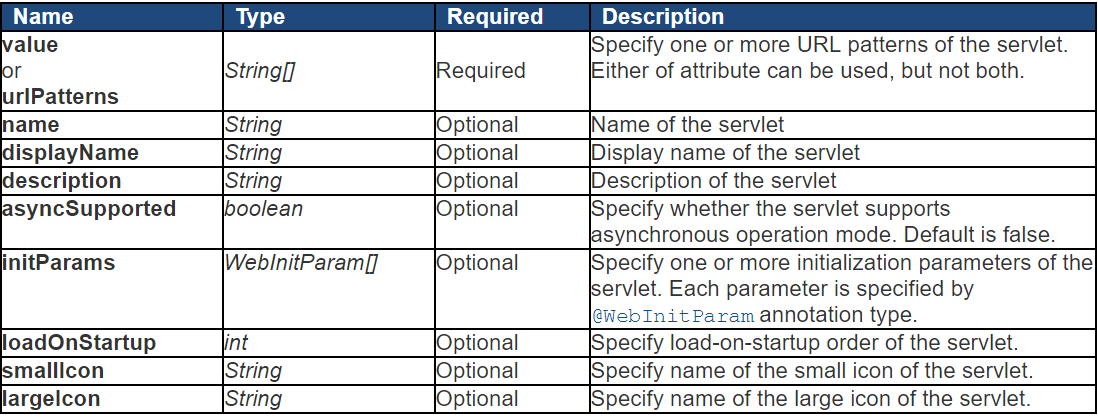 Name Type Required Description
value
or
urlPatterns
String[]
Required
Specify one or more URL patterns of the servlet.
Either of attribute can be used, but not both.
name String Optional Name of the servlet
displayName String Optional Display name of the servlet
description String Optional Description of the servlet
asyncSupported boolean Optional Specify whether the servlet supports
asynchronous operation mode. Default is false.
initParams WebInitParam[] Optional Specify one or more initialization parameters of the
servlet. Each parameter is specified by
@WebInitParam annotation type.
loadOnStartup int Optional Specify load-on-startup order of the servlet.
smallIcon String Optional Specify name of the small icon of the servlet.
largeIcon String Optional Specify name of the large icon of the servlet.